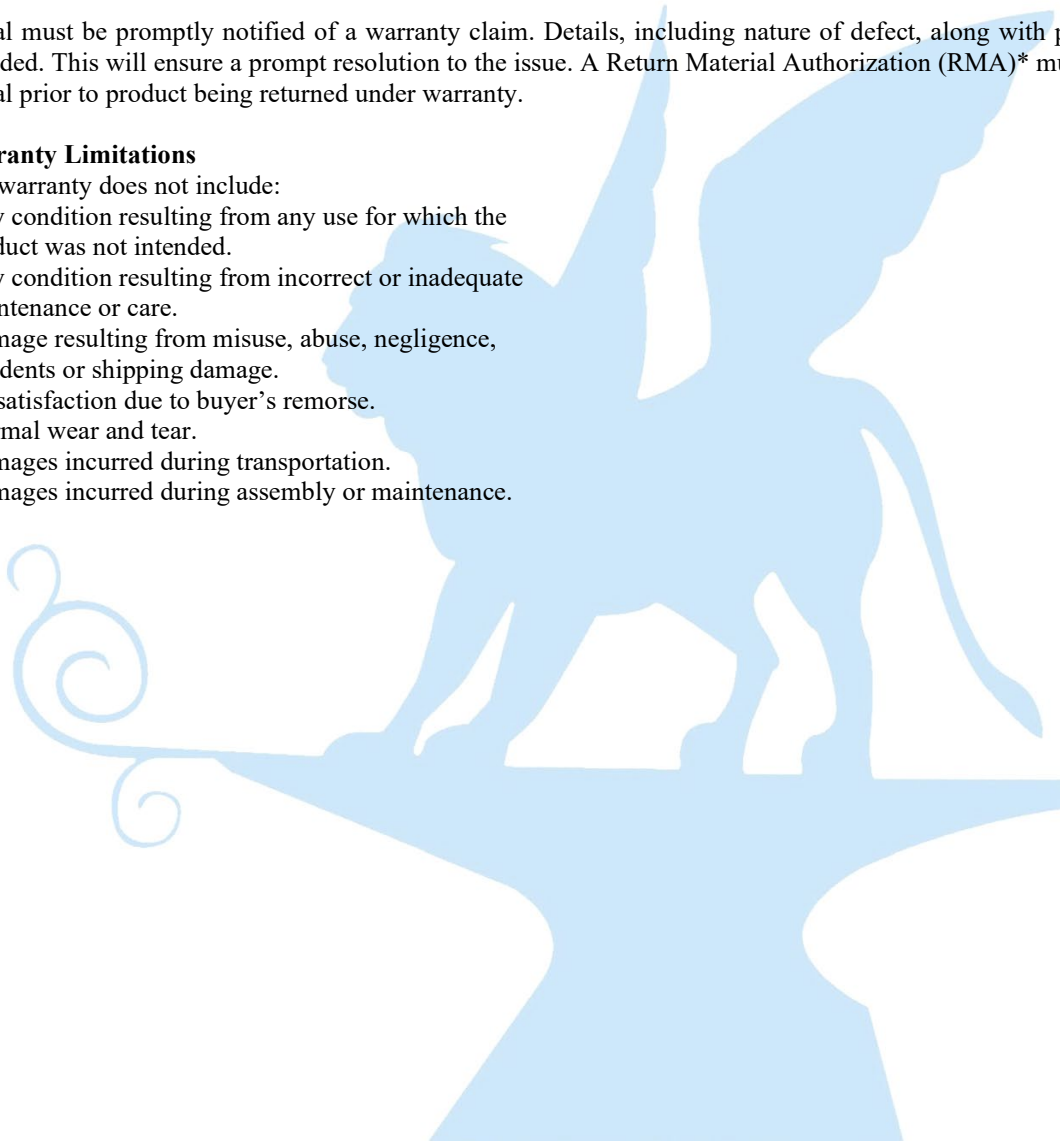 al must be promptly notified of a warranty claim. Details, including nature of defect, along with p
ded. This will ensure a prompt resolution to the issue. A Return Material Authorization (RMA)* mu
al prior to product being returned under warranty.
ranty Limitations
warranty does not include:
y condition resulting from any use for which the
duct was not intended.
y condition resulting from incorrect or inadequate
ntenance or care.
mage resulting from misuse, abuse, negligence,
dents or shipping damage.
satisfaction due to buyer’s remorse.
rmal wear and tear.
mages incurred during transportation.
mages incurred during assembly or maintenance.